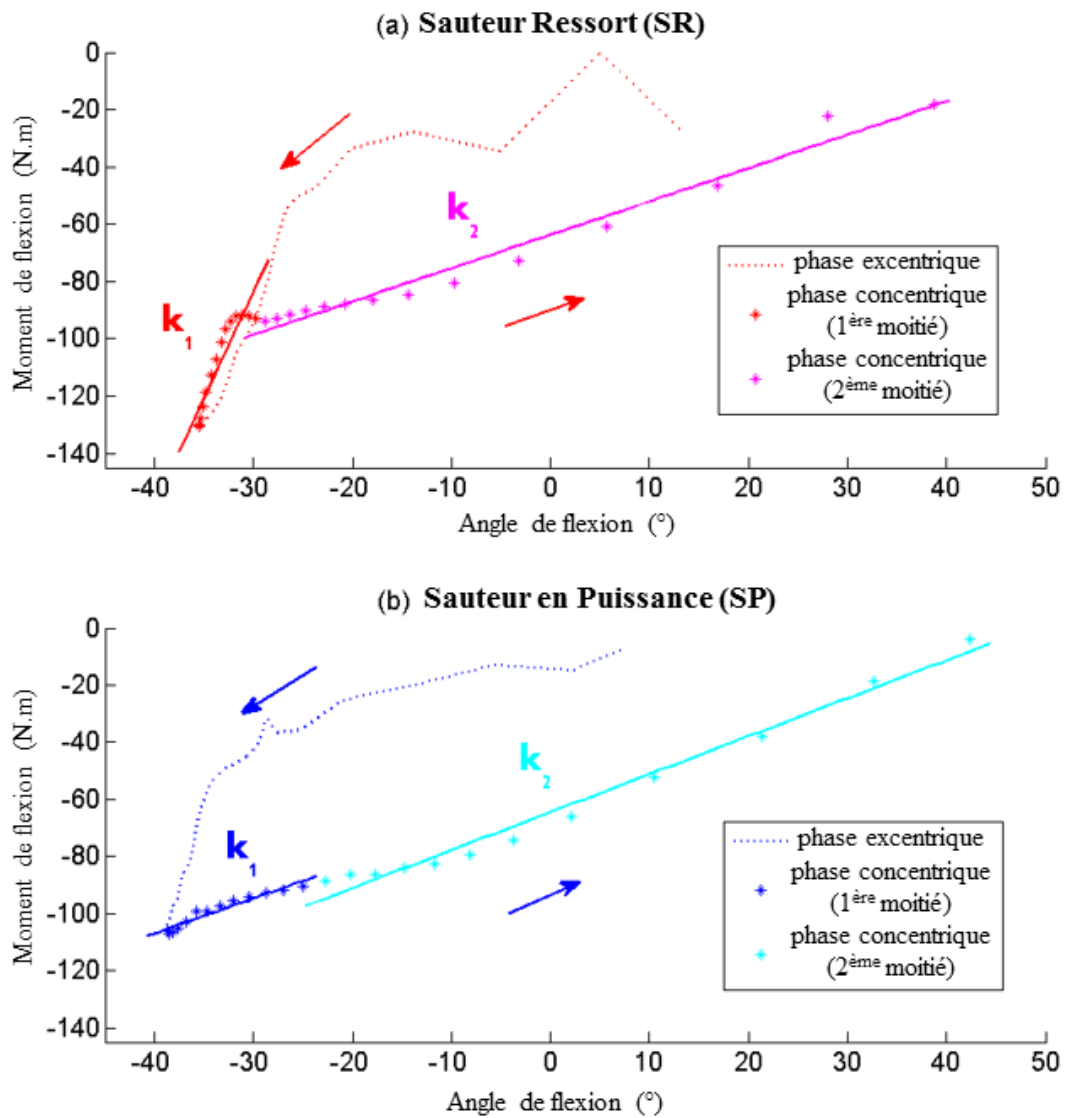 (a) Sauteur Ressort (SR)
Moment de flexion (N.m)
0
-20
-40
-60
-80
-100
-120
-140
k2
k1
phase excentrique
phase concentrique
(1ère moitié)
phase concentrique
(2ème moitié)
-40 -30 -20 -10 0 10 20 30 40 50
Angle de flexion (°)
(b) Sauteur en Puissance (SP)
Moment de flexion (N.m)
0
-20
-40
-60
-80
-100
-120
-140
k2
k1
phase excentrique
phase concentrique
(1ère moitié)
phase concentrique
(2ème moitié)
-40 -30 -20 -10 0 10 20 30 40 50
Angle de flexion (°)